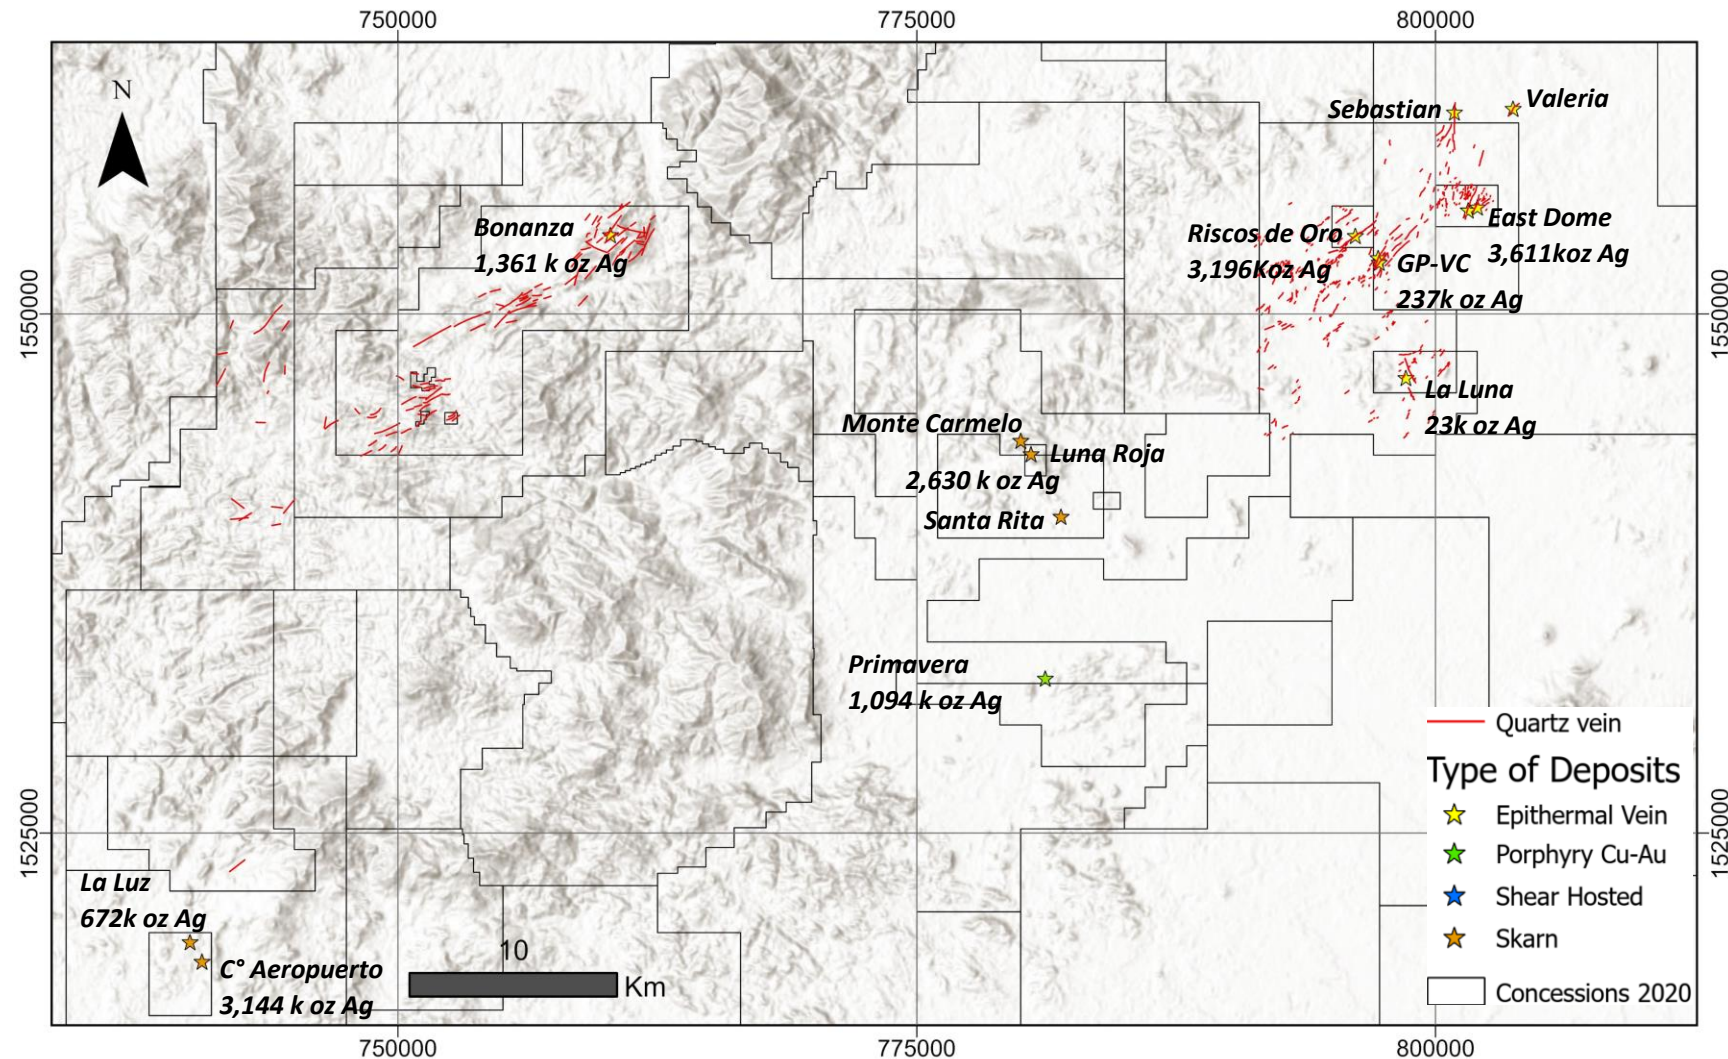 750000
775000
800000
N
Sebastian
Valeria
Bonanza
1,361 k oz Ag
Riscos de Oro
3,196Koz Ag
East Dome
3,611koz Ag
GP-VC
237k oz Ag
1550000
1550000
La Luna
23k oz Ag
Monte Carmelo
Luna Roja
2,630 k oz Ag
Santa Rita
Primavera
1,094 k oz Ag
1525000
1525000
La Luz
672k oz Ag
C° Aeropuerto
3,144 k oz Ag
10
Km
Quartz vein
Type of Deposits
Epithermal Vein
Porphyry Cu-Au
Shear Hosted
Skarn
Concessions 2020
750000
775000
800000